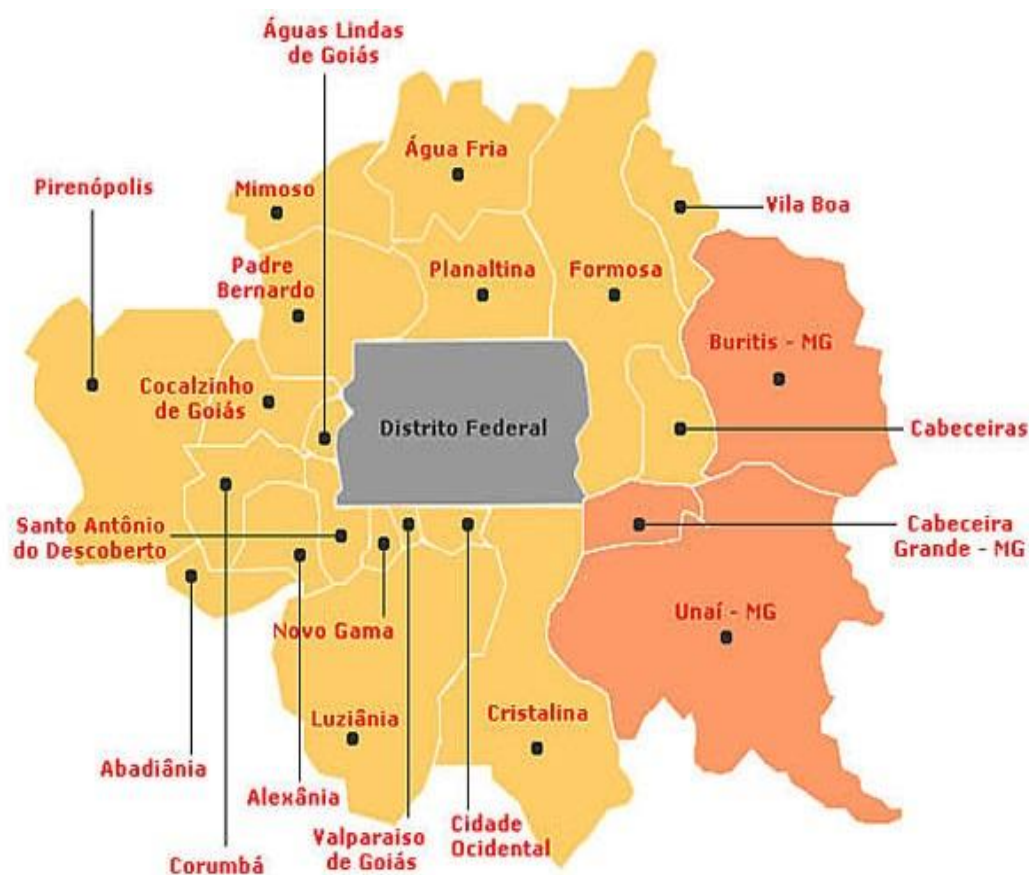 Águas Lindas
de Goiás
Água Fria
Pirenópolis
Mimoso
Vila Boa
Padre
Bernardo
Planaltina
Formosa
Buritis - MG
Cocalzinho
de Goiás
Distrito Federal
Cabeceiras
Santo Antônio
do Descoberto
Cabeceira
Grande - MG
Novo Gama
Unaí - MG
Luziânia
Cristalina
Abadiânia
Alexânia
Valparaiso
de Goiás
Cidade
Ocidental
Corumbá